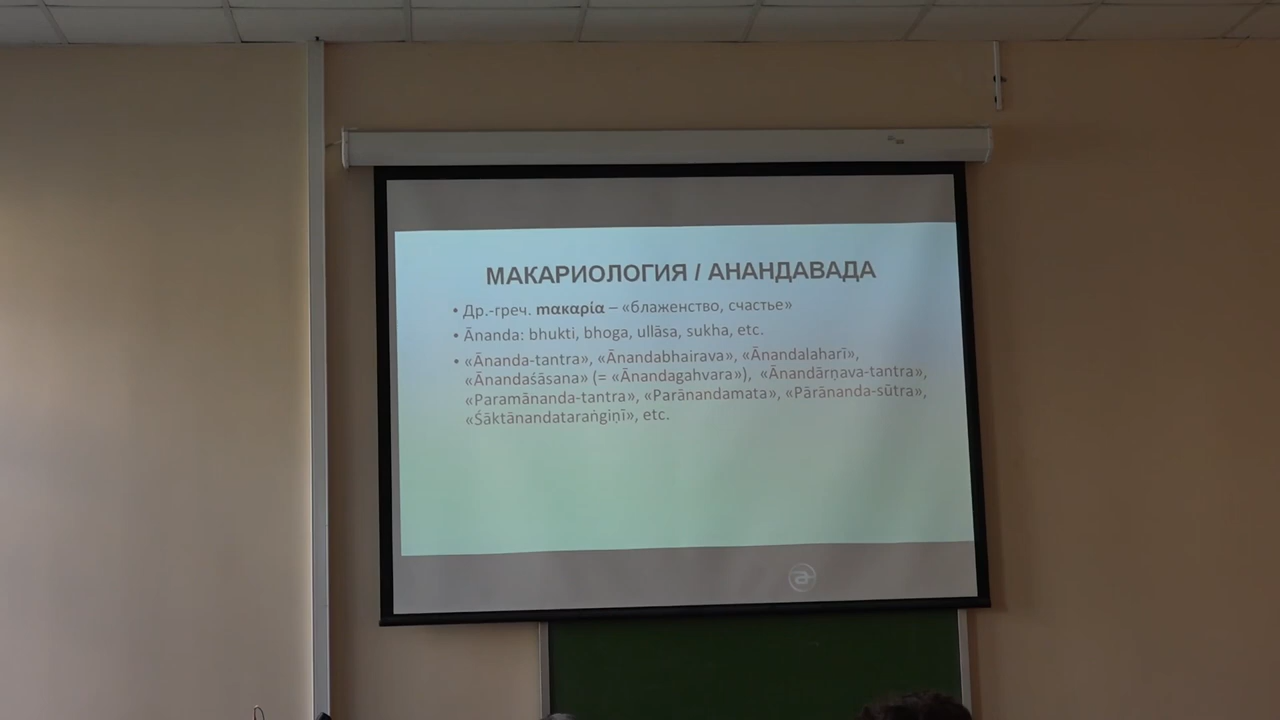 МАКАРИОЛОГИЯ / АНАНДАВАДА
• Др.-греч. mακαρία – «блаженство, счастье»
• Ānanda: bhukti, bhoga, ullāsa, sukha, etc.
• «Ānanda-tantra», «Ānandabhairava», «Ānandalaharī»,
«Ānandaśāsana» (= «Ānandagahvara»), «Ānandārṇava-tantra»,
«Paramānanda-tantra», «Parānandamata», «Pārānanda-sūtra»,
«Śāktānandataraṅgiṇī», etc.